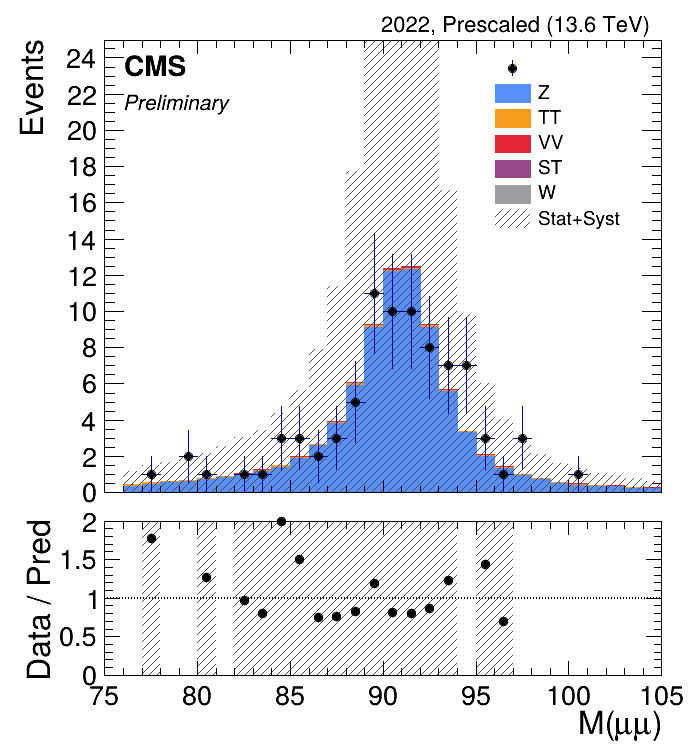 2022, Prescaled (13.6 TeV)
Events
CMS
Preliminary
Z
TT
VV
ST
W
Stat+Syst
24
22
20
18
16
14
12
10
8
6
4
2
0
Data / Pred
2
1.5
1
0.5
0
75 80 85 90 95 100 105
M(μμ)